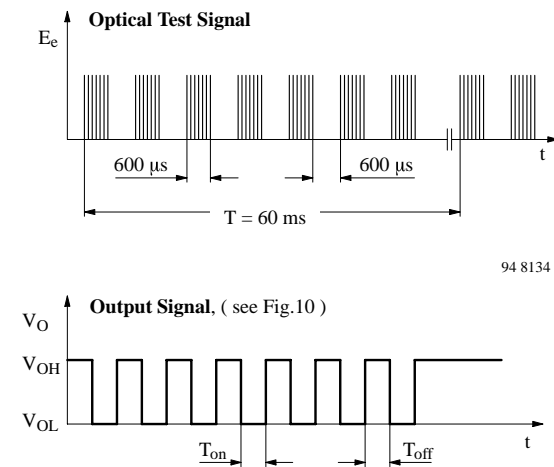 Optical Test Signal
Ee
t
600 μs
600 μs
T = 60 ms
94 8134
Output Signal, ( see Fig.10 )
VO
VOH
VOL
t
Ton
Toff